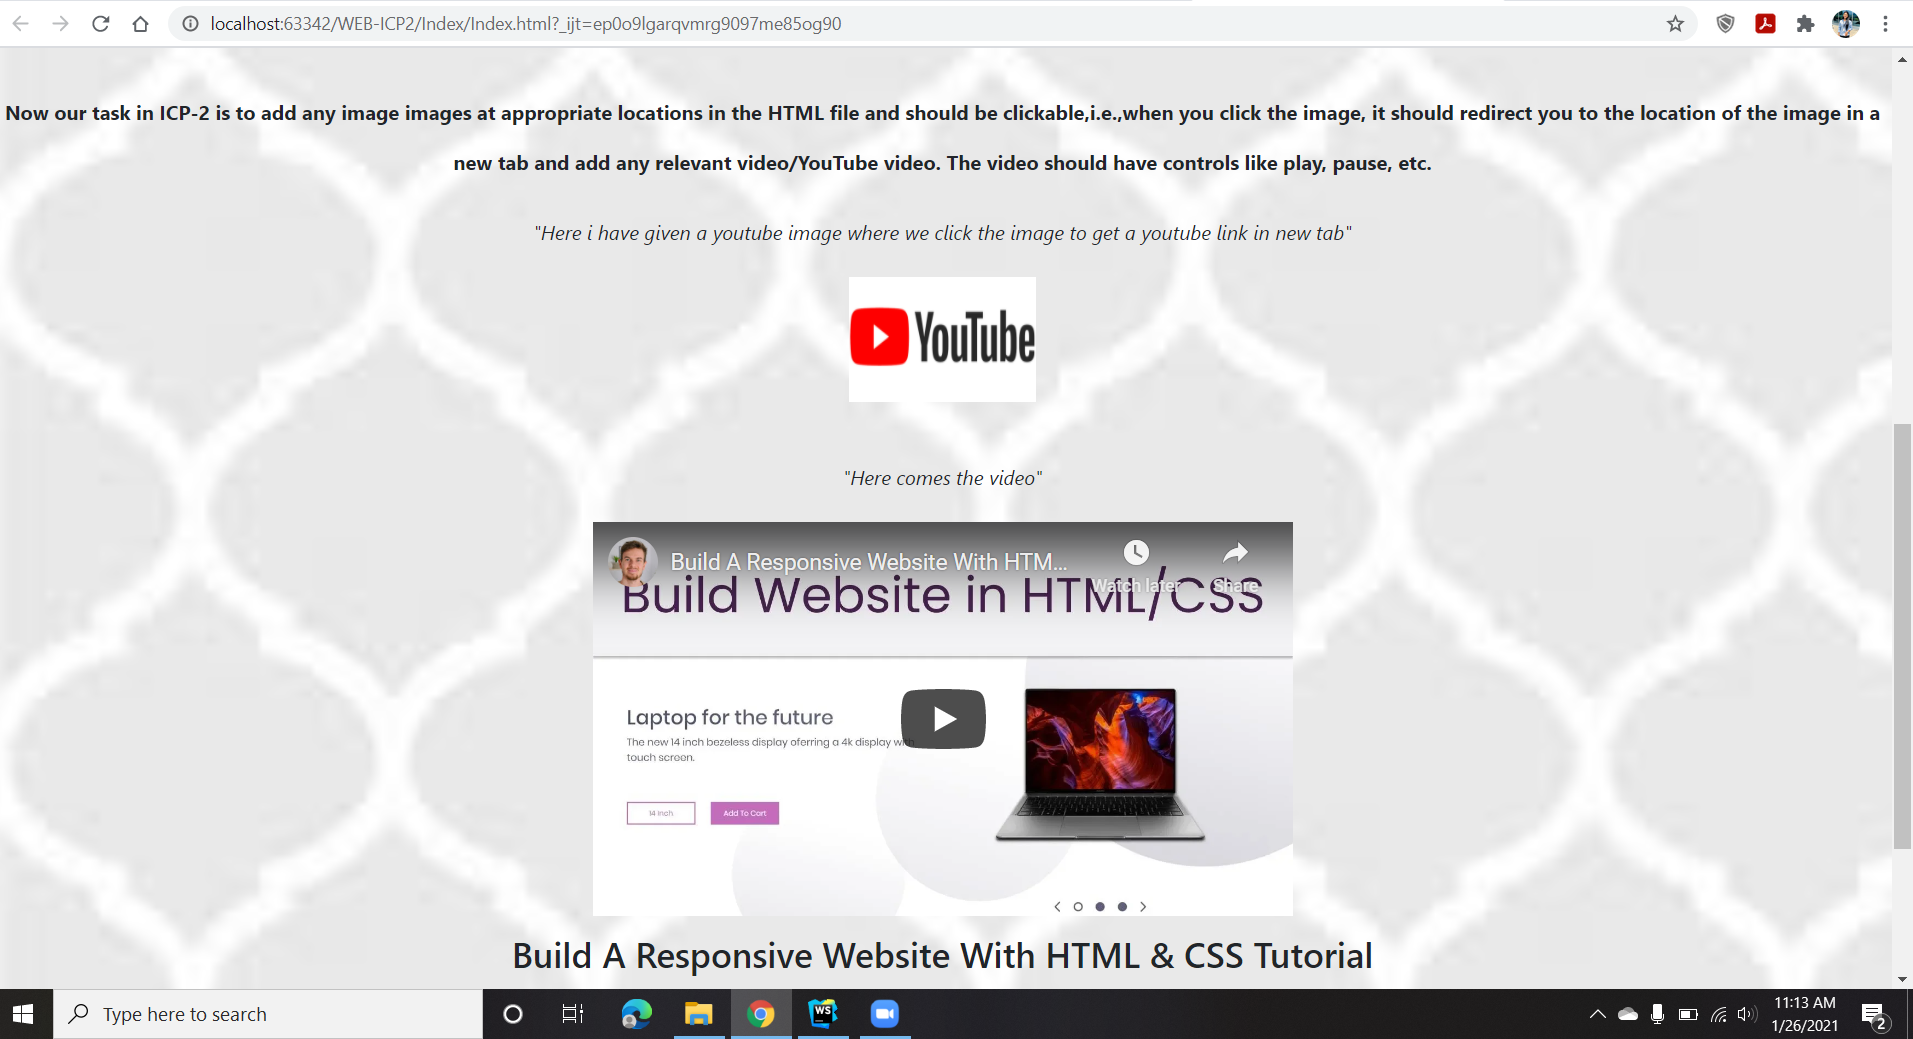 localhost:63342/WEB-ICP2/Index/Index.html?_ijt=ep0o9lgarqvmrg9097me85og90
Now our task in ICP-2 is to add any image images at appropriate locations in the HTML file and should be clickable,i.e.,when you click the image, it should redirect you to the location of the image in a
new tab and add any relevant video/YouTube video. The video should have controls like play, pause, etc.
"Here i have given a youtube image where we click the image to get a youtube link in new tab"
YouTube
"Here comes the video"
Build A Responsive Website With HTM...
Watch later
Share
Build Website in HTML/CSS
Laptop for the future
The new 14 inch bezeless display oferring a 4k display with
touch screen.
14 Inch
Add To Cart
Build A Responsive Website With HTML & CSS Tutorial
Type here to search
WS
11:13 AM
1/26/2021
2